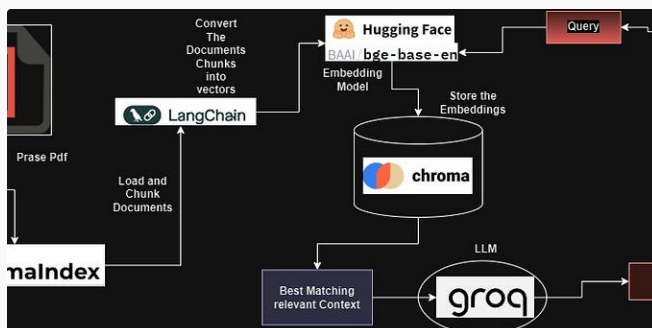 Convert
The
Documents
Chunks
into
vectors
Hugging Face
BAAI/bge-base-en
Embedding
Model
Query
Store the
Embeddings
LangChain
Prase Pdf
Load and
Chunk
Documents
chroma
maIndex
Best Matching
relevant Context
LLM
groq